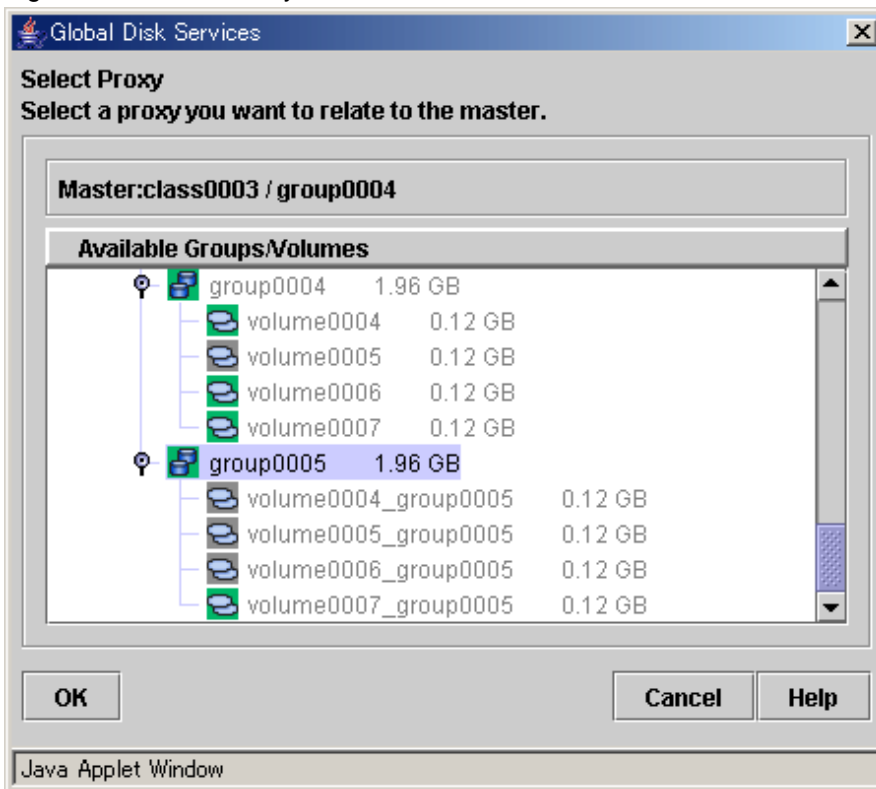 Global Disk Services
Select Proxy
Select a proxy you want to relate to the master.
Master:class0003 / group0004
Available Groups/Volumes
group0004 1.96 GB
volume0004 0.12 GB
volume0005 0.12 GB
volume0006 0.12 GB
volume0007 0.12 GB
group0005 1.96 GB
volume0004_group0005 0.12 GB
volume0005_group0005 0.12 GB
volume0006_group0005 0.12 GB
volume0007_group0005 0.12 GB
OK Cancel Help
Java Applet Window